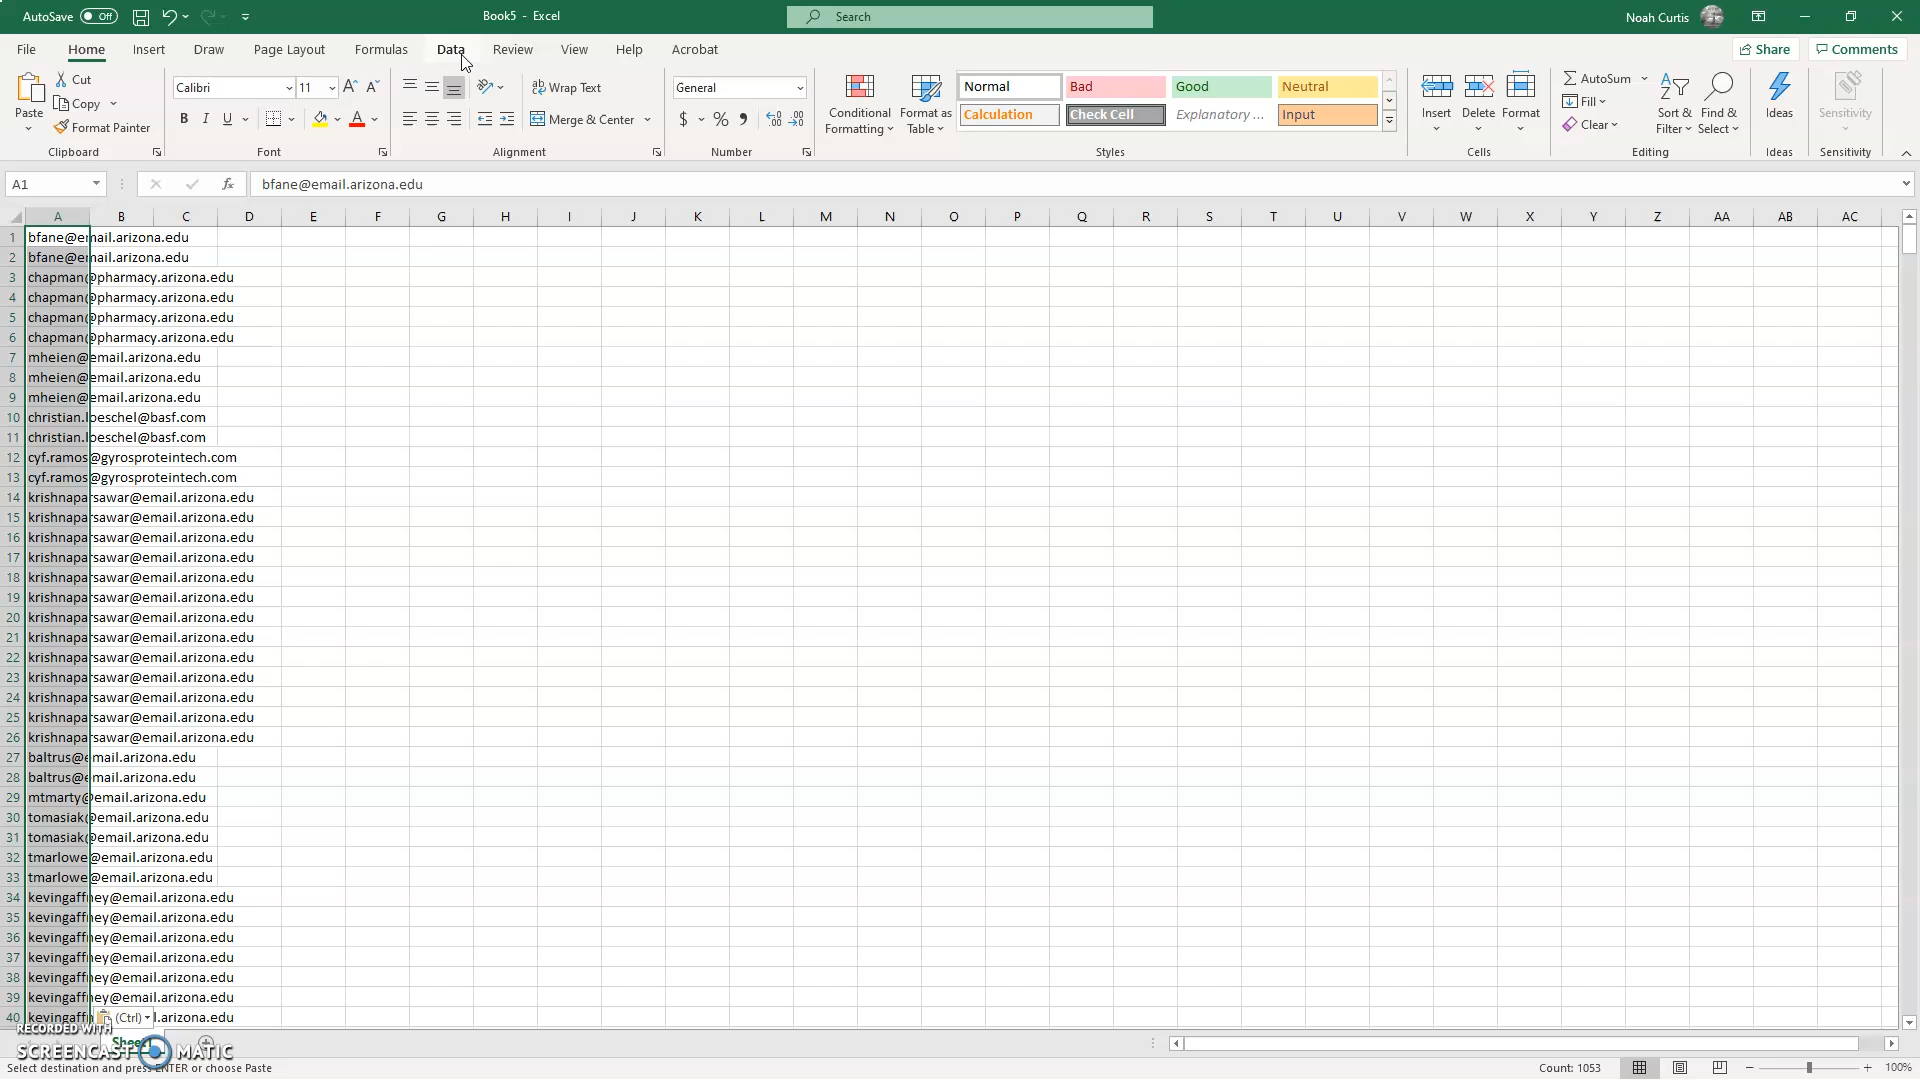 AutoSave Off Book5 - Excel Search Noah Curtis
File Home Insert Draw Page Layout Formulas Data Review View Help Acrobat Share Comments
Paste Cut Copy Format Painter Clipboard
Calibri 11 A A B I U A Font
Wrap Text Merge & Center Alignment
General $ % 9 Number
Conditional Formatting Format as Table
Normal Bad Good Neutral
Calculation Check Cell Explanatory ... Input
Styles
Insert Delete Format Cells
AutoSum Fill Clear Sort & Filter Find & Select Editing
Ideas Ideas
Sensitivity Sensitivity
A1 fx bfane@email.arizona.edu
A B C D E F G H I J K L M N O P Q R S T U V W X Y Z AA AB AC
1 bfane@email.arizona.edu
2 bfane@email.arizona.edu
3 chapman@pharmacy.arizona.edu
4 chapman@pharmacy.arizona.edu
5 chapman@pharmacy.arizona.edu
6 chapman@pharmacy.arizona.edu
7 mheien@email.arizona.edu
8 mheien@email.arizona.edu
9 mheien@email.arizona.edu
10 christian.loeschel@basf.com
11 christian.loeschel@basf.com
12 cyf.ramos@gyrosproteintech.com
13 cyf.ramos@gyrosproteintech.com
14 krishnaparsawar@email.arizona.edu
15 krishnaparsawar@email.arizona.edu
16 krishnaparsawar@email.arizona.edu
17 krishnaparsawar@email.arizona.edu
18 krishnaparsawar@email.arizona.edu
19 krishnaparsawar@email.arizona.edu
20 krishnaparsawar@email.arizona.edu
21 krishnaparsawar@email.arizona.edu
22 krishnaparsawar@email.arizona.edu
23 krishnaparsawar@email.arizona.edu
24 krishnaparsawar@email.arizona.edu
25 krishnaparsawar@email.arizona.edu
26 krishnaparsawar@email.arizona.edu
27 baltrus@email.arizona.edu
28 baltrus@email.arizona.edu
29 mtmarty@email.arizona.edu
30 tomasiak@email.arizona.edu
31 tomasiak@email.arizona.edu
32 tmarlowe@email.arizona.edu
33 tmarlowe@email.arizona.edu
34 kevingaffney@email.arizona.edu
35 kevingaffney@email.arizona.edu
36 kevingaffney@email.arizona.edu
37 kevingaffney@email.arizona.edu
38 kevingaffney@email.arizona.edu
39 kevingaffney@email.arizona.edu
40 kevingaff (Ctrl) l.arizona.edu
RECORDED WITH
Sheet1
SCREENCAST MATIC
Select destination and press ENTER or choose Paste Count: 1053 100%